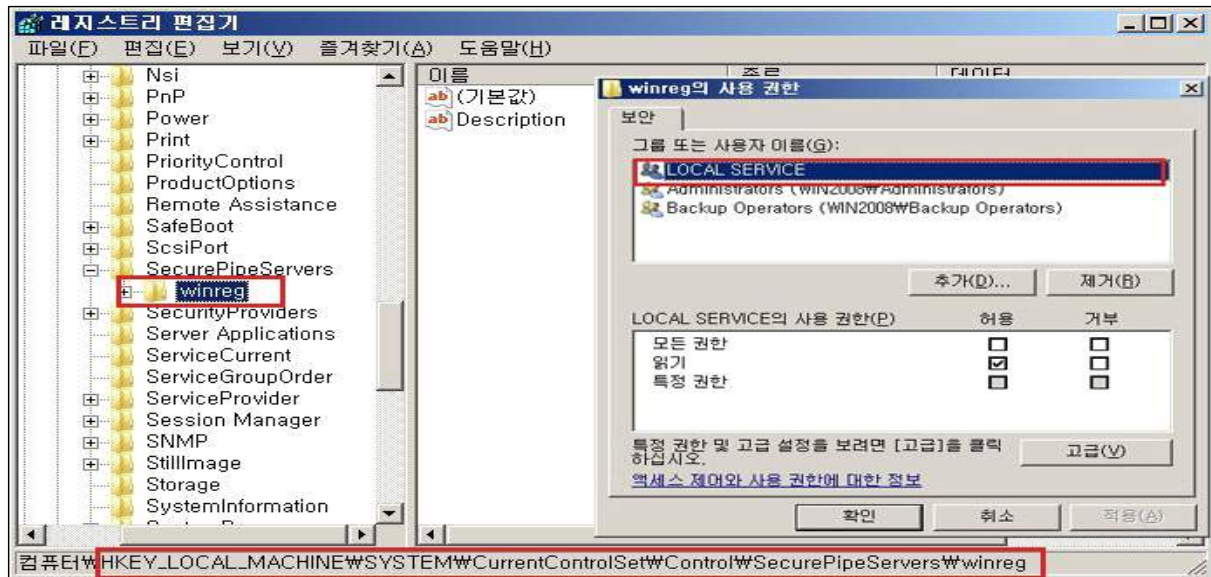 레지스트리 편집기
파일(F) 편집(E) 보기(V) 즐겨찾기(A) 도움말(H)
Nsi
PnP
Power
Print
PriorityControl
ProductOptions
Remote Assistance
SafeBoot
ScsiPort
SecurePipeServers
winreg
SecurityProviders
Server Applications
ServiceCurrent
ServiceGroupOrder
ServiceProvider
Session Manager
SNMP
StillImage
Storage
SystemInformation
이름 종류 데이터
(기본값)
Description
winreg의 사용 권한
보안
그룹 또는 사용자 이름(G):
LOCAL SERVICE
Administrators (WIN2008₩Administrators)
Backup Operators (WIN2008₩Backup Operators)
추가(D)... 제거(R)
LOCAL SERVICE의 사용 권한(P) 허용 거부
모든 권한
읽기
특정 권한
특정 권한 및 고급 설정을 보려면 [고급]을 클릭
하십시오.
고급(V)
액세스 제어와 사용 권한에 대한 정보
확인 취소 적용(A)
컴퓨터₩HKEY_LOCAL_MACHINE₩SYSTEM₩CurrentControlSet₩Control₩SecurePipeServers₩winreg